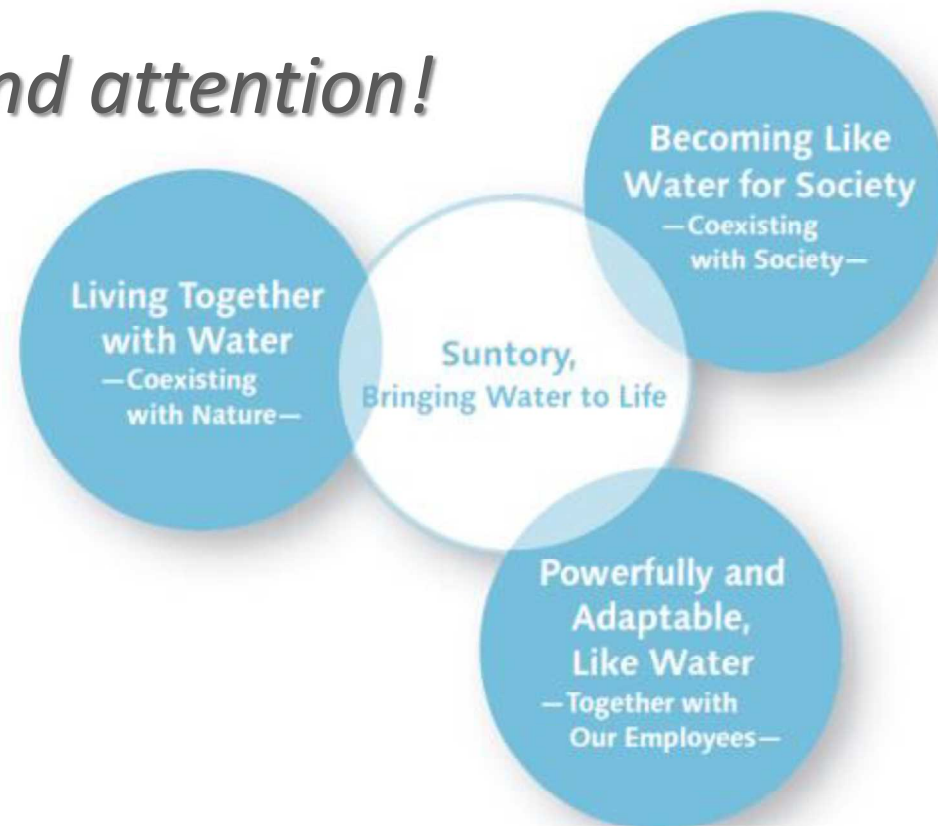 nd attention!
Becoming Like
Water for Society
—Coexisting
with Society—
Living Together
with Water
—Coexisting
with Nature—
Suntory,
Bringing Water to Life
Powerfully and
Adaptable,
Like Water
—Together with
Our Employees—